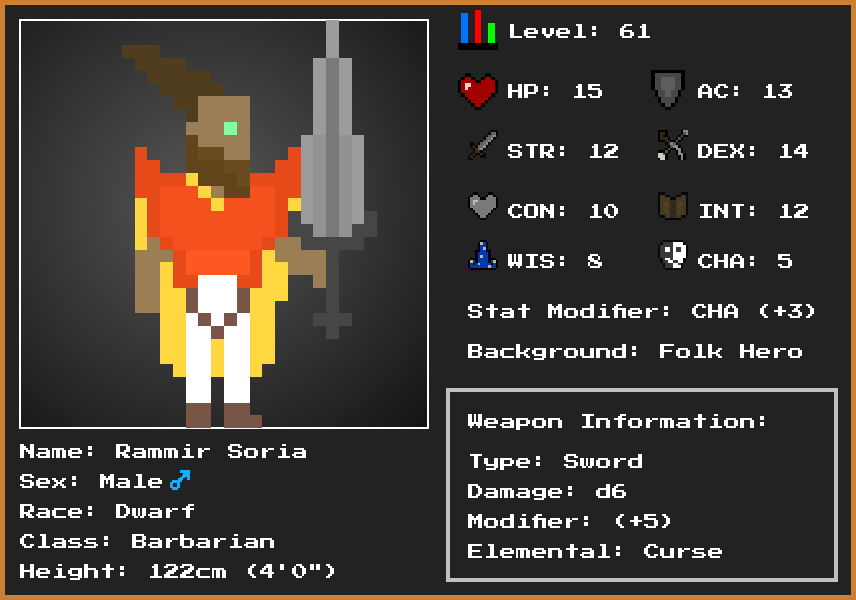 Level: 61
HP: 15
AC: 13
STR: 12
DEX: 14
CON: 10
INT: 12
WIS: 8
CHA: 5
Stat Modifier: CHA (+3)
Background: Folk Hero
Weapon Information:
Type: Sword
Damage: d6
Modifier: (+5)
Elemental: Curse
Name: Rammir Soria
Sex: Male ♂
Race: Dwarf
Class: Barbarian
Height: 122cm (4'0")